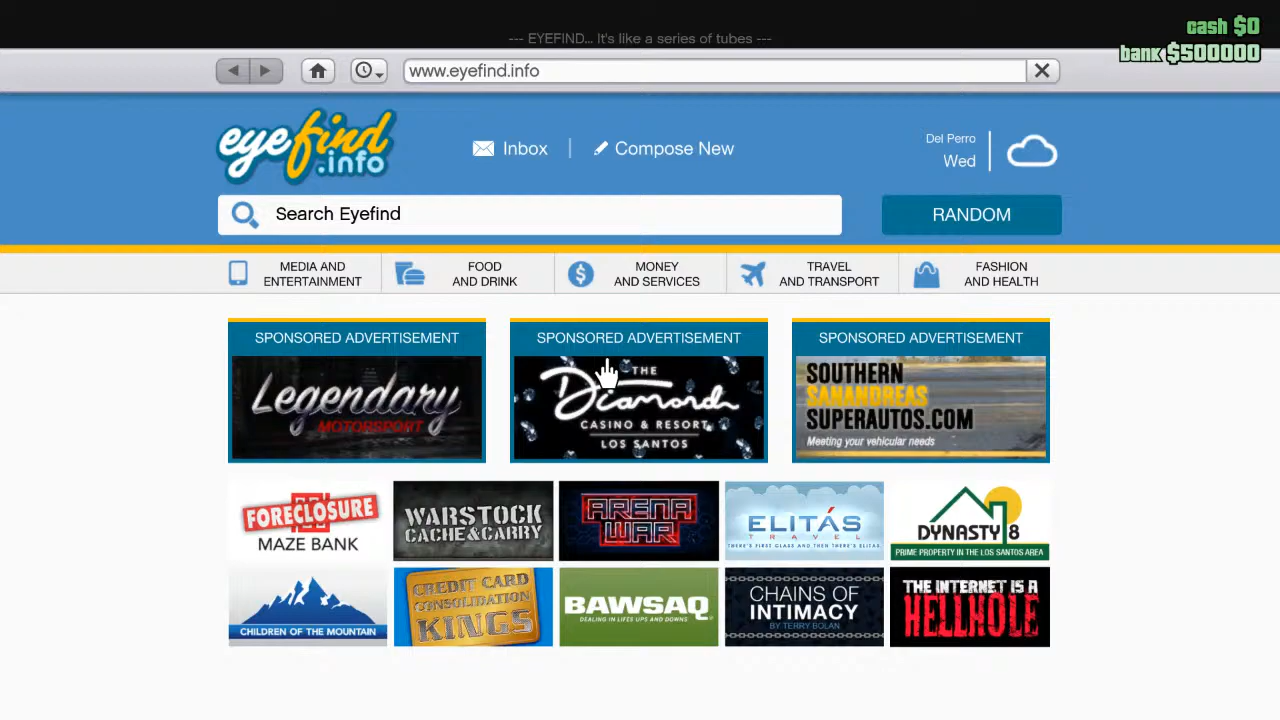 --- EYEFIND... It's like a series of tubes ---
cash $0
bank $500000
www.eyefind.info
eyefind
.info
Inbox
Compose New
Del Perro
Wed
Search Eyefind
RANDOM
MEDIA AND
ENTERTAINMENT
FOOD
AND DRINK
MONEY
AND SERVICES
TRAVEL
AND TRANSPORT
FASHION
AND HEALTH
SPONSORED ADVERTISEMENT
Legendary
MOTORSPORT
SPONSORED ADVERTISEMENT
THE
Diamond
CASINO & RESORT
LOS SANTOS
SPONSORED ADVERTISEMENT
SOUTHERN
SANANDREAS
SUPERAUTOS.COM
Meeting your vehicular needs
FORECLOSURE
MAZE BANK
WARSTOCK
CACHE & CARRY
ARENA
WAR
ELITÁS
TRAVEL
THERE'S FIRST CLASS AND THEN THERE'S ELITAS
DYNASTY 8
PRIME PROPERTY IN THE LOS SANTOS AREA
CHILDREN OF THE MOUNTAIN
CREDIT CARD
CONSOLIDATION
KINGS
BAWSAQ
DEALING IN LIFES UPS AND DOWNS
CHAINS OF
INTIMACY
BY TERRY BOLAN
THE INTERNET IS A
HELLHOLE